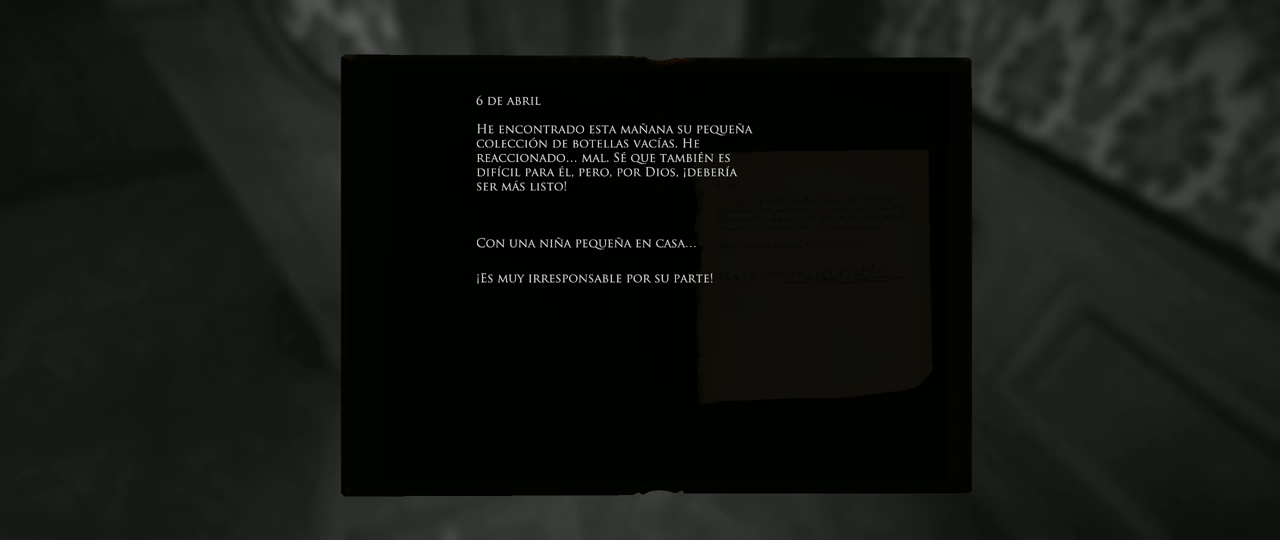 6 DE ABRIL
HE ENCONTRADO ESTA MAÑANA SU PEQUEÑA
COLECCIÓN DE BOTELLAS VACÍAS. HE
REACCIONADO... MAL. SÉ QUE TAMBIÉN ES
DIFÍCIL PARA ÉL, PERO, POR DIOS, ¡DEBERÍA
SER MÁS LISTO!
CON UNA NIÑA PEQUEÑA EN CASA...
¡ES MUY IRRESPONSABLE POR SU PARTE!